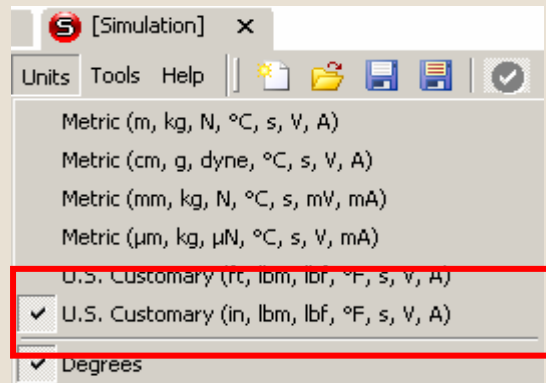 S [Simulation] ×
Units Tools Help
Metric (m, kg, N, °C, s, V, A)
Metric (cm, g, dyne, °C, s, V, A)
Metric (mm, kg, N, °C, s, mV, mA)
Metric (µm, kg, µN, °C, s, V, mA)
U.S. Customary (ft, lbm, lbf, °F, s, V, A)
U.S. Customary (in, lbm, lbf, °F, s, V, A)
Degrees